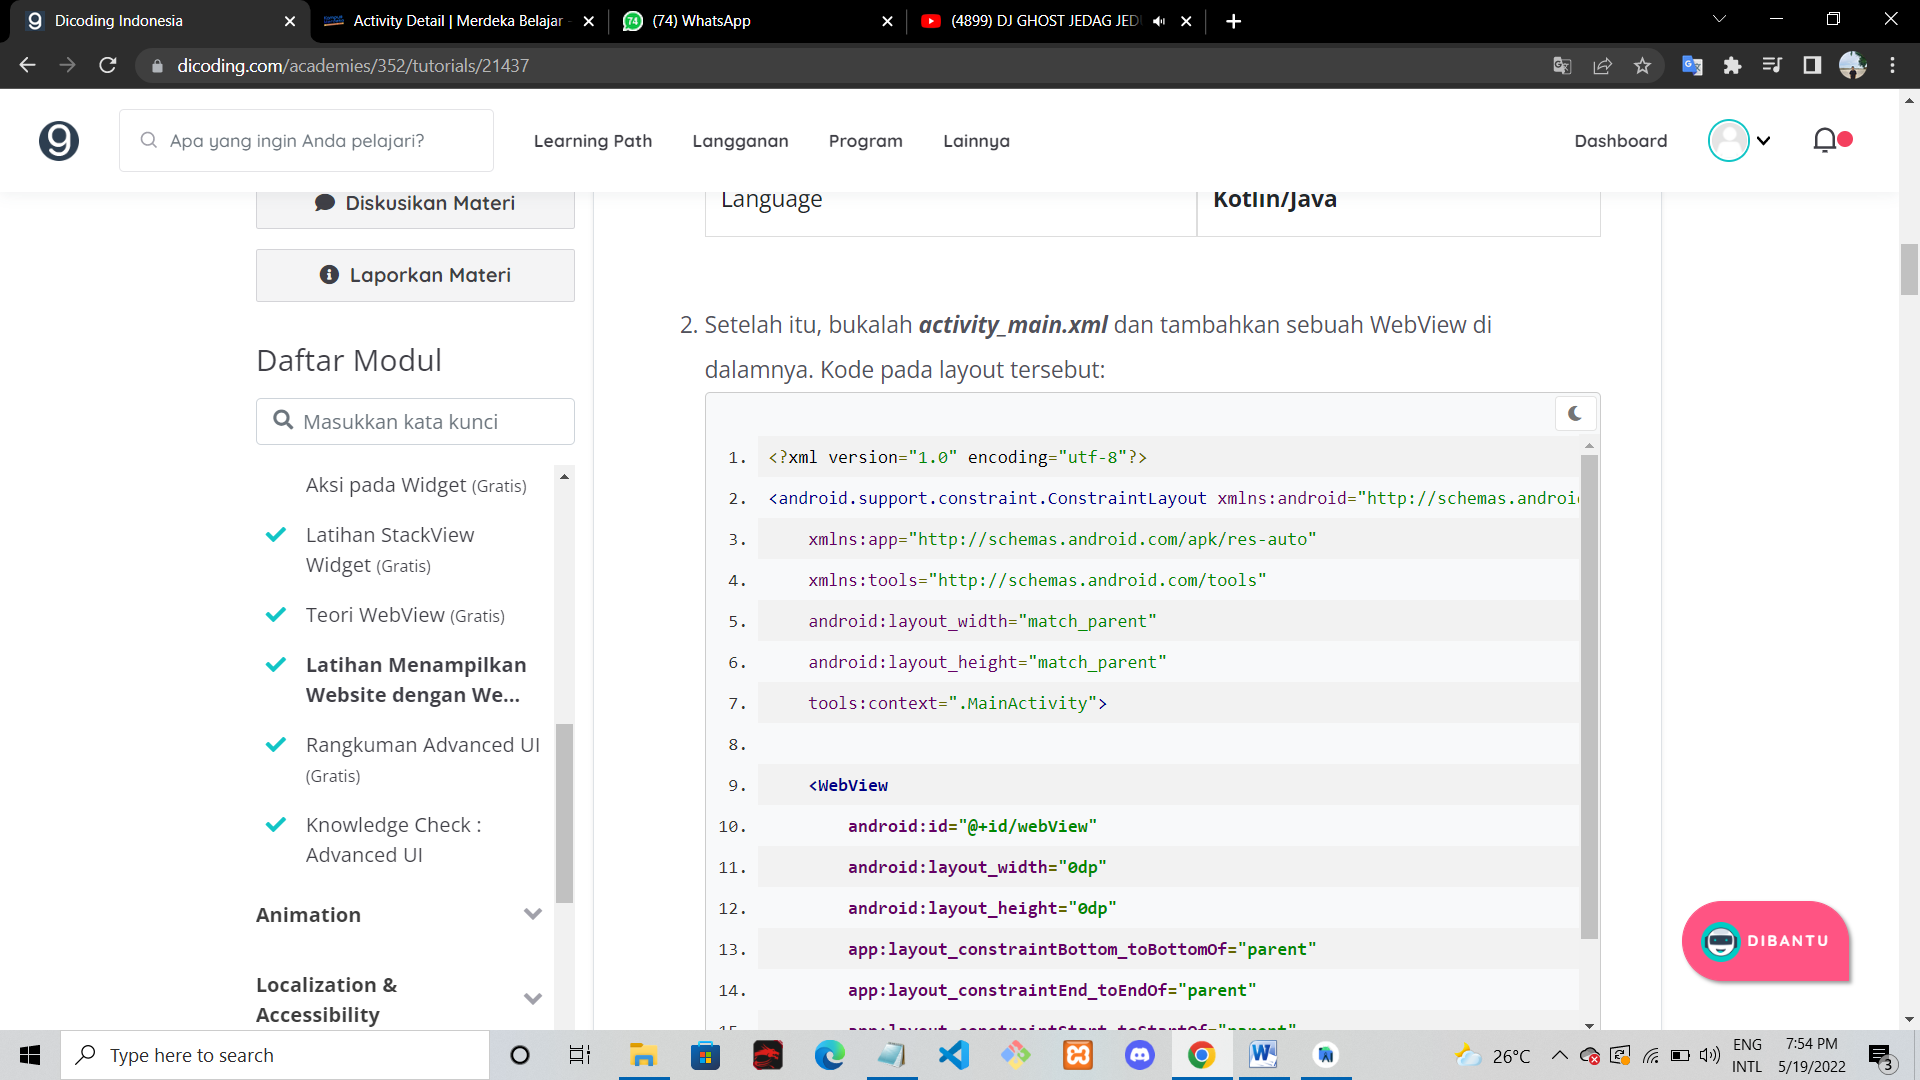 Dicoding Indonesia
Activity Detail | Merdeka Belajar
(74) WhatsApp
(4899) DJ GHOST JEDAG JED
dicoding.com/academies/352/tutorials/21437
Apa yang ingin Anda pelajari?
Learning Path
Langganan
Program
Lainnya
Dashboard
Diskusikan Materi
Laporkan Materi
Daftar Modul
Masukkan kata kunci
Aksi pada Widget (Gratis)
Latihan StackView
Widget (Gratis)
Teori WebView (Gratis)
Latihan Menampilkan
Website dengan We...
Rangkuman Advanced UI
(Gratis)
Knowledge Check :
Advanced UI
Animation
Localization &
Accessibility
Language
Kotlin/Java
2. Setelah itu, bukalah activity_main.xml dan tambahkan sebuah WebView di
dalamnya. Kode pada layout tersebut:
1. <?xml version="1.0" encoding="utf-8"?>
2. <android.support.constraint.ConstraintLayout xmlns:android="http://schemas.androi
3. xmlns:app="http://schemas.android.com/apk/res-auto"
4. xmlns:tools="http://schemas.android.com/tools"
5. android:layout_width="match_parent"
6. android:layout_height="match_parent"
7. tools:context=".MainActivity">
8.
9. <WebView
10. android:id="@+id/webView"
11. android:layout_width="0dp"
12. android:layout_height="0dp"
13. app:layout_constraintBottom_toBottomOf="parent"
14. app:layout_constraintEnd_toEndOf="parent"
15. app:layout_constraintStart_toStartOf="parent"
DIBANTU
Type here to search
26°C
ENG
INTL
7:54 PM
5/19/2022
3